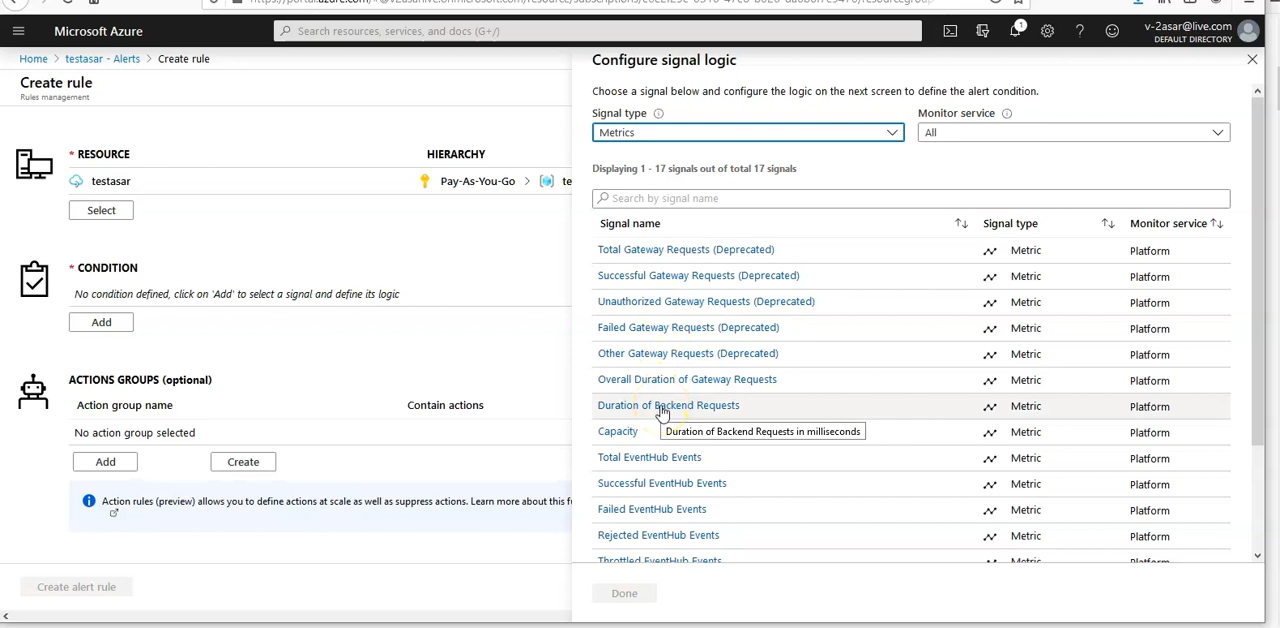 Microsoft Azure
Search resources, services, and docs (G+/)
1
v-2asar@live.com
DEFAULT DIRECTORY
Home > testasar - Alerts > Create rule
Create rule
Rules management
* RESOURCE
HIERARCHY
testasar
Pay-As-You-Go > te
Select
* CONDITION
No condition defined, click on 'Add' to select a signal and define its logic
Add
ACTIONS GROUPS (optional)
Action group name
Contain actions
No action group selected
Add
Create
Action rules (preview) allows you to define actions at scale as well as suppress actions. Learn more about this fu
Create alert rule
Configure signal logic
Choose a signal below and configure the logic on the next screen to define the alert condition.
Signal type
Monitor service
Metrics
All
Displaying 1 - 17 signals out of total 17 signals
Search by signal name
Signal name Signal type Monitor service
Total Gateway Requests (Deprecated) Metric Platform
Successful Gateway Requests (Deprecated) Metric Platform
Unauthorized Gateway Requests (Deprecated) Metric Platform
Failed Gateway Requests (Deprecated) Metric Platform
Other Gateway Requests (Deprecated) Metric Platform
Overall Duration of Gateway Requests Metric Platform
Duration of Backend Requests Metric Platform
Capacity Metric Platform
Duration of Backend Requests in milliseconds
Total EventHub Events Metric Platform
Successful EventHub Events Metric Platform
Failed EventHub Events Metric Platform
Rejected EventHub Events Metric Platform
Throttled EventHub Events Metric Platform
Done